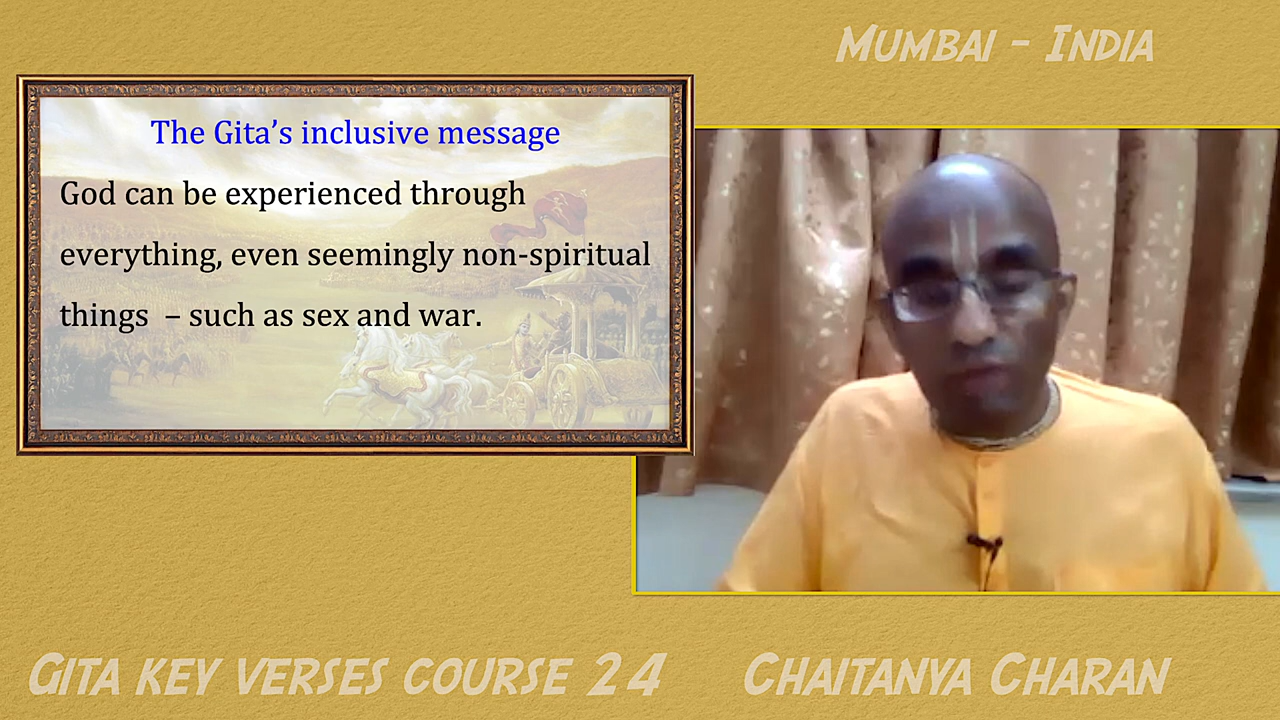 Mumbai - India
The Gita’s inclusive message
God can be experienced through
everything, even seemingly non-spiritual
things – such as sex and war.
Gita key verses course 24
Chaitanya Charan